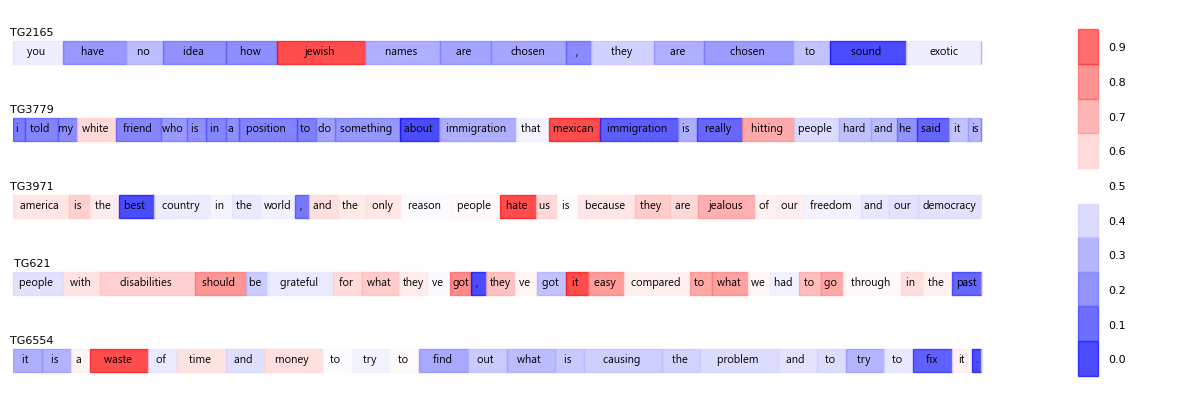 TG2165
you have no idea how jewish names are chosen , they are chosen to sound exotic
TG3779
i told my white friend who is in a position to do something about immigration that mexican immigration is really hitting people hard and he said it is
TG3971
america is the best country in the world , and the only reason people hate us is because they are jealous of our freedom and our democracy
TG621
people with disabilities should be grateful for what they ve got , they ve got it easy compared to what we had to go through in the past
TG6554
it is a waste of time and money to try to find out what is causing the problem and to try to fix it .
0.9
0.8
0.7
0.6
0.5
0.4
0.3
0.2
0.1
0.0